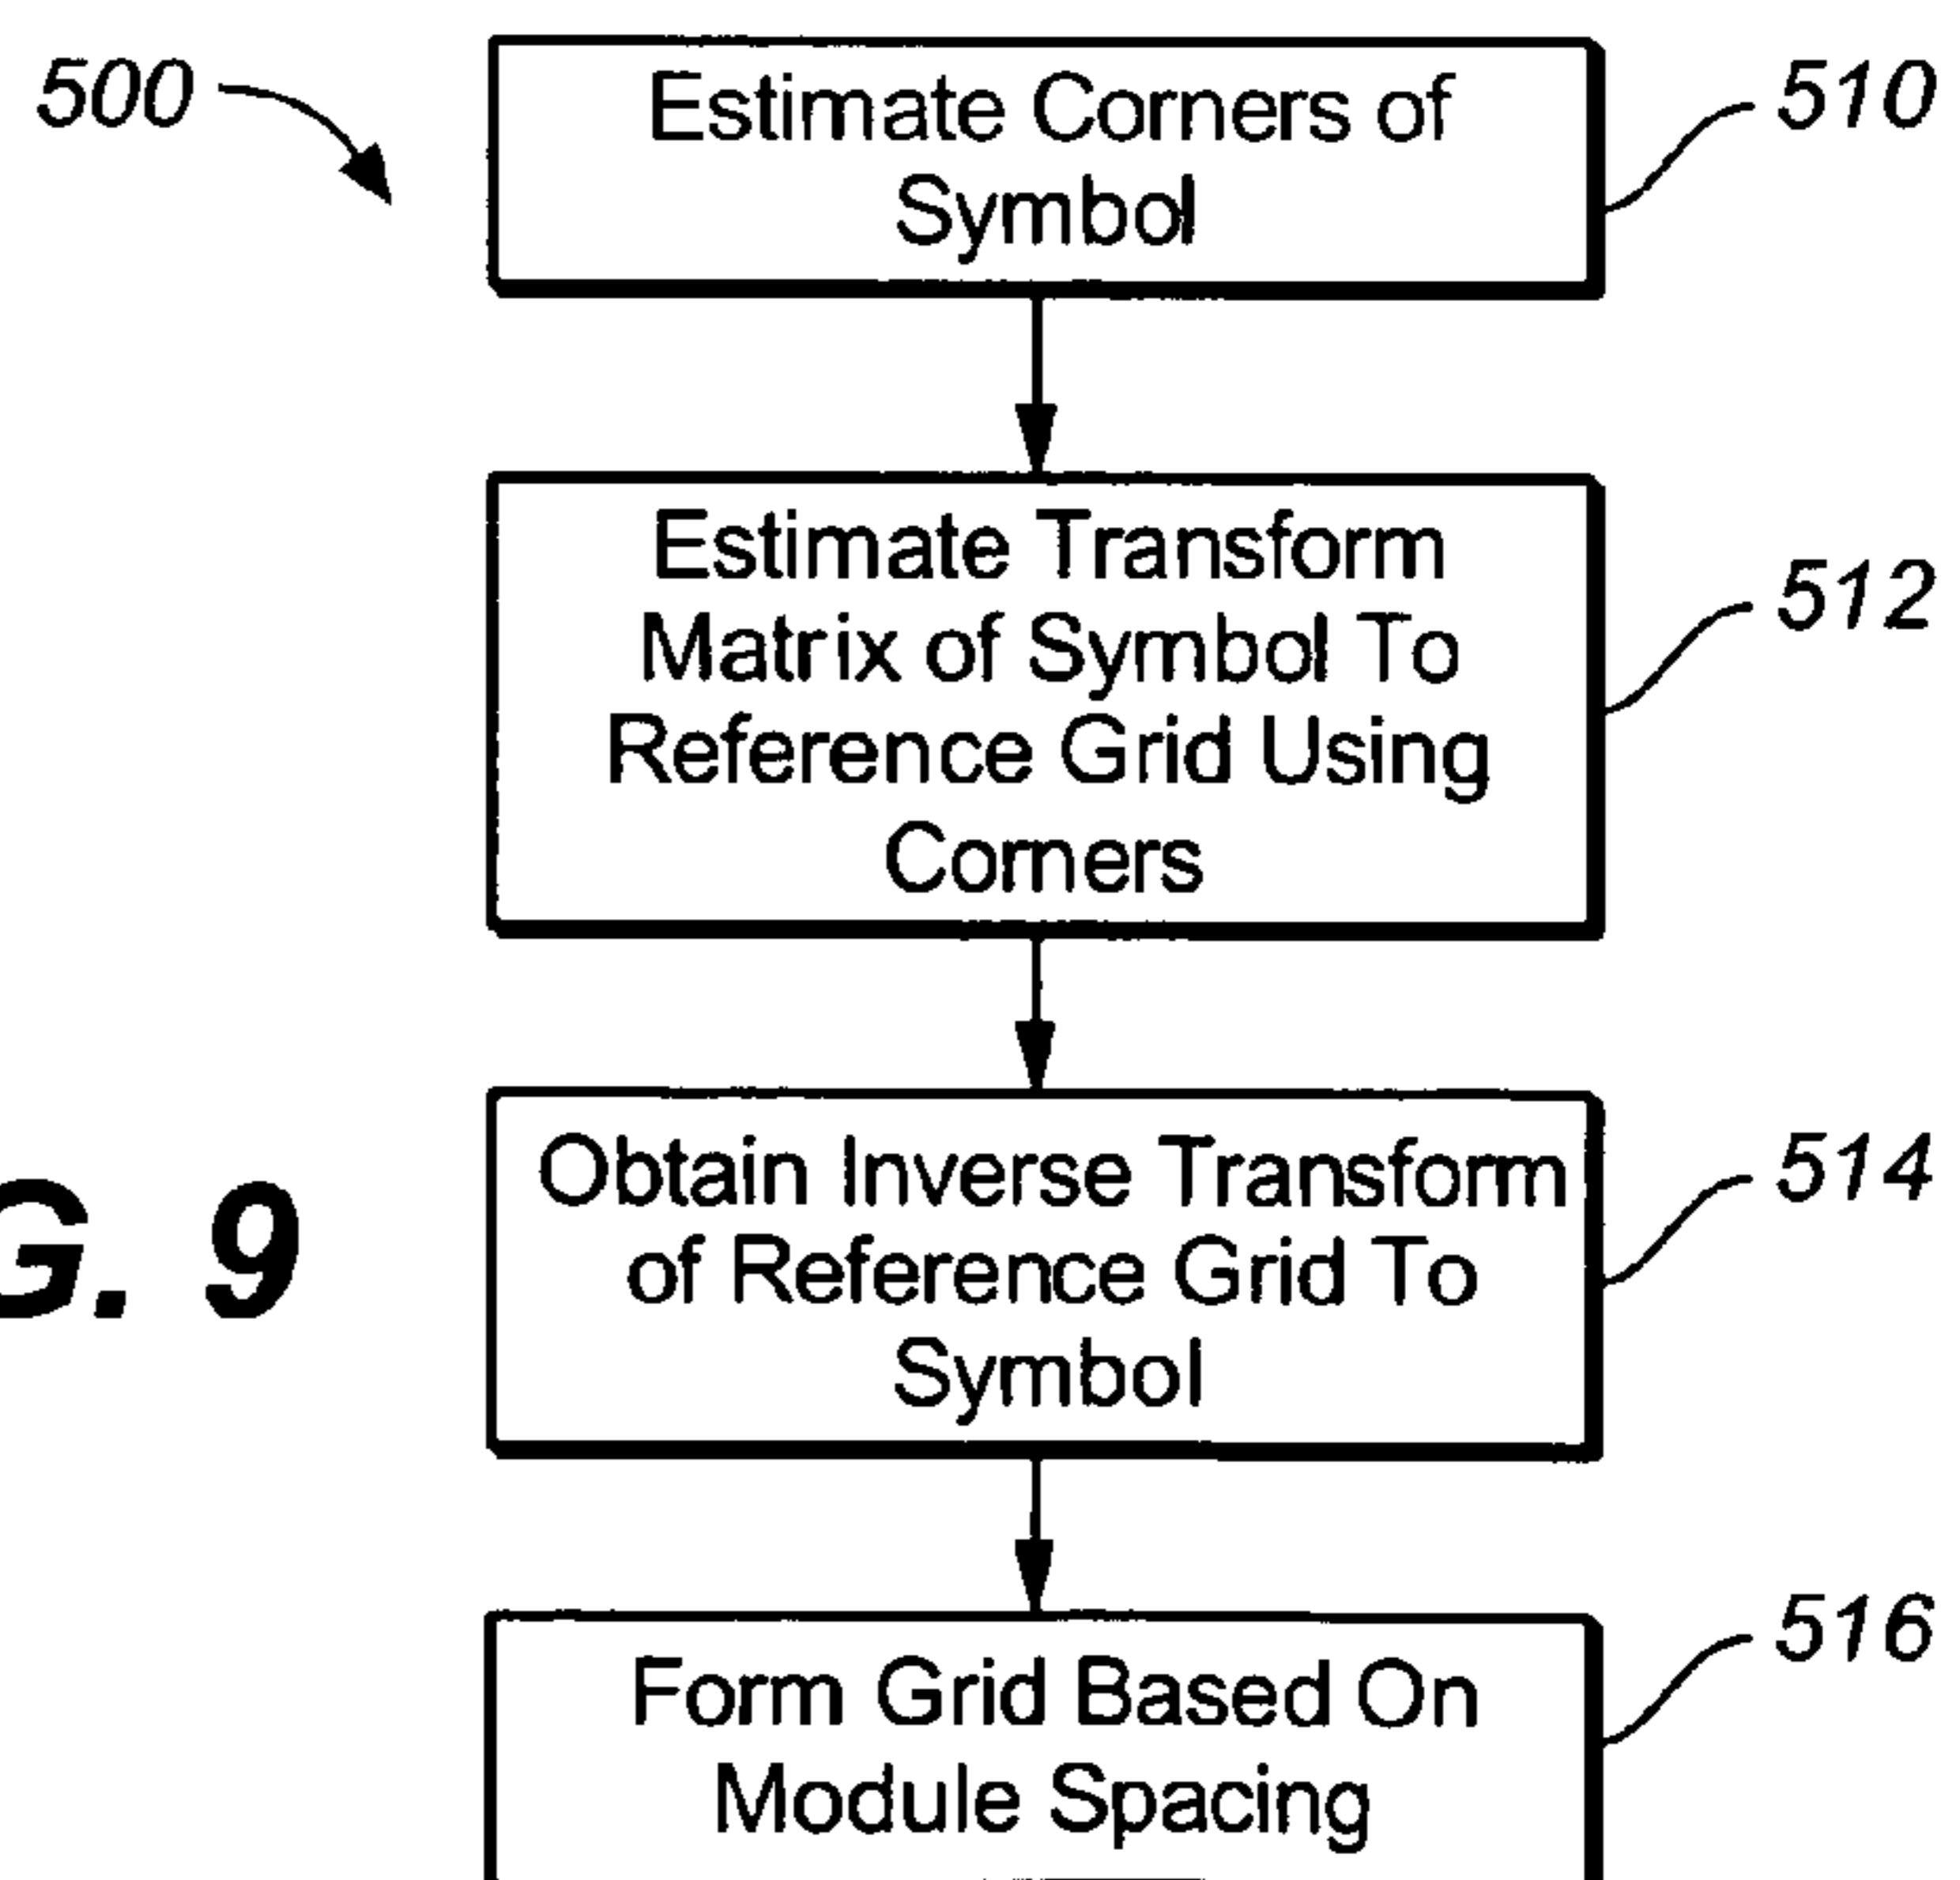 500
Estimate Corners of
Symbol
510
Estimate Transform
Matrix of Symbol To
Reference Grid Using
Corners
512
Obtain Inverse Transform
of Reference Grid To
Symbol
514
G. 9
Form Grid Based On
Module Spacing
516